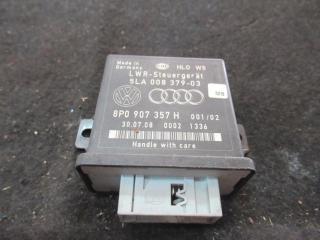 Made in
Germany
HLO WS
LWR-Steuergerät
5LA 008 379-03
8P0 907 357 H 001/02
30.07.08 0002 1336
Handle with care